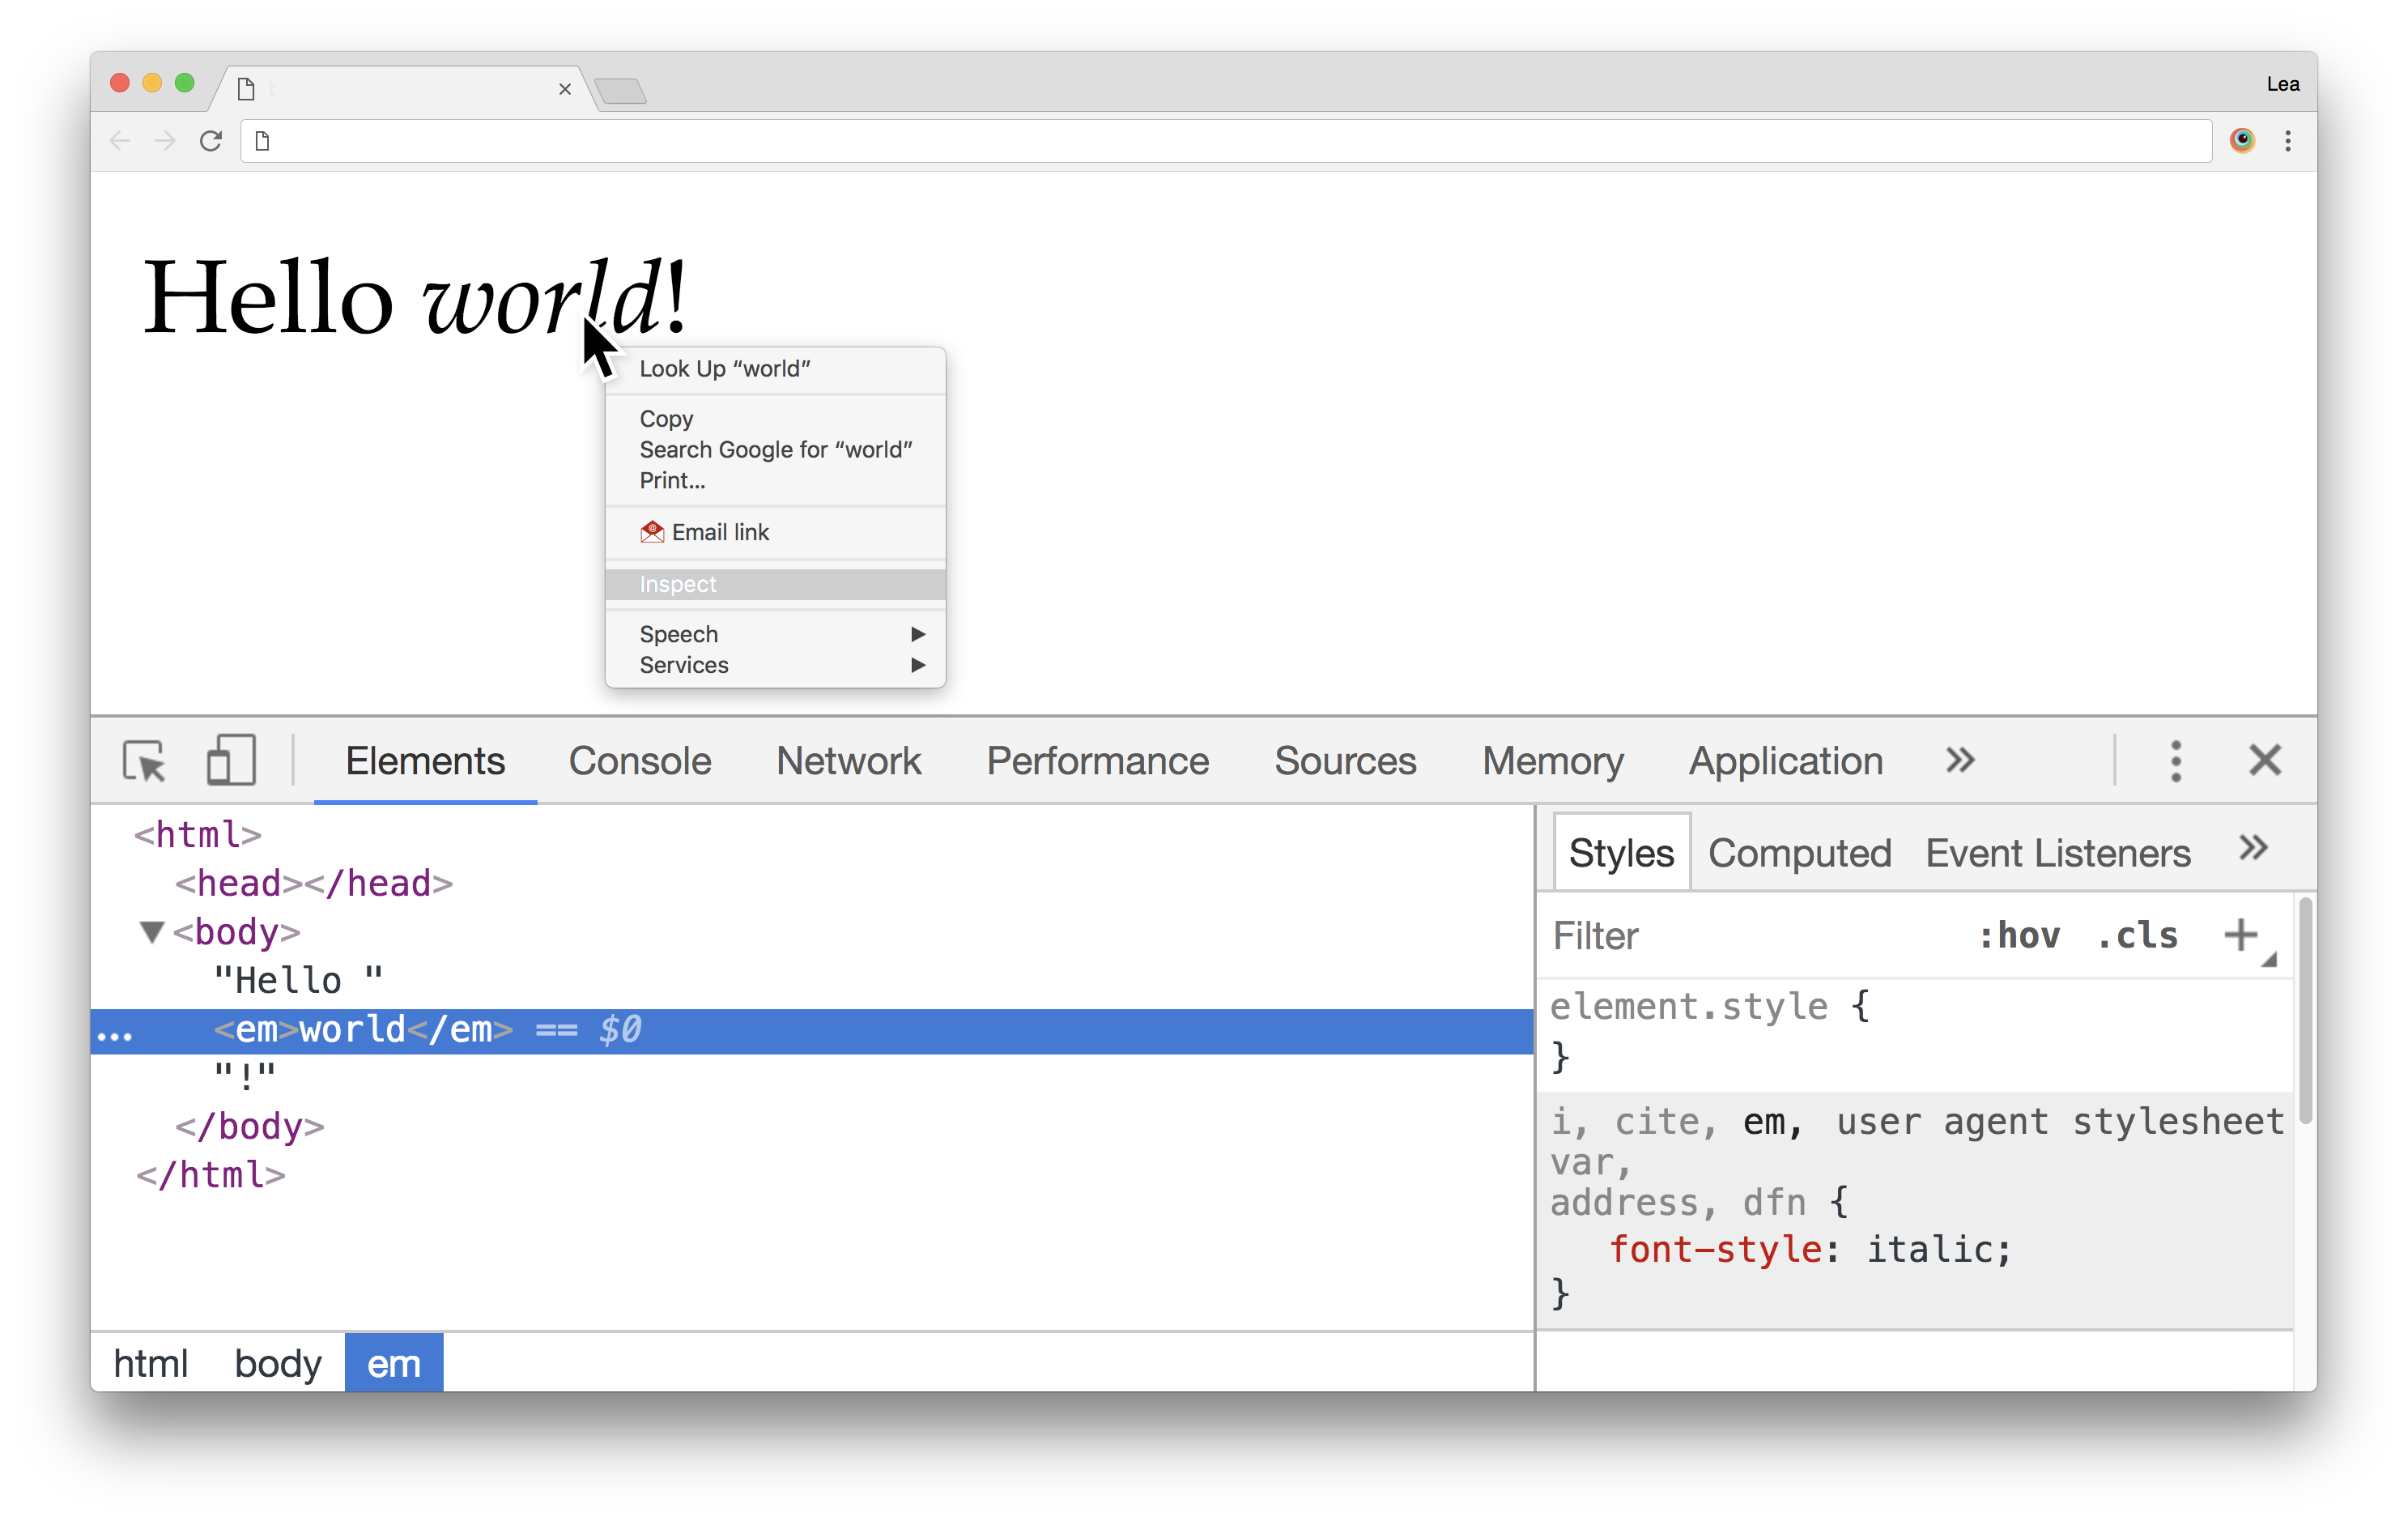 Lea
Hello world!
Look Up “world”
Copy
Search Google for “world”
Print...
Email link
Inspect
Speech
Services
Elements Console Network Performance Sources Memory Application »
<html>
<head></head>
<body>
"Hello "
... <em>world</em> == $0
"!"
</body>
</html>
html body em
Styles Computed Event Listeners »
Filter :hov .cls +
element.style {
}
i, cite, em, user agent stylesheet
var,
address, dfn {
font-style: italic;
}